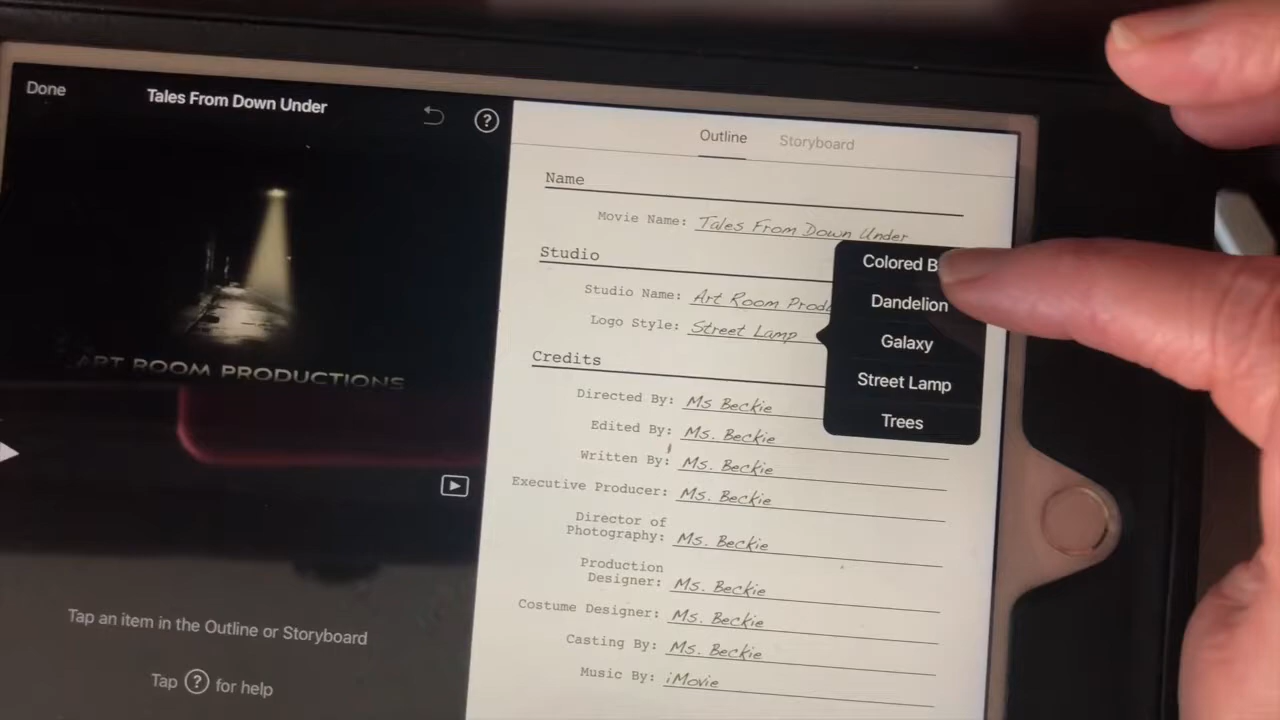 Done
Tales From Down Under
?
Outline
Storyboard
Name
Movie Name: Tales From Down Under
Studio
Studio Name: Art Room
Logo Style: Street Lamp
Colored
Dandelion
Galaxy
Street Lamp
Trees
ART ROOM PRODUCTIONS
Credits
Directed By: Ms Beckie
Edited By: Ms. Beckie
Written By: Ms. Beckie
Executive Producer: Ms. Beckie
Director of
Photography: Ms. Beckie
Production
Designer: Ms. Beckie
Costume Designer: Ms. Beckie
Casting By: Ms. Beckie
Music By: iMovie
Tap an item in the Outline or Storyboard
Tap ? for help